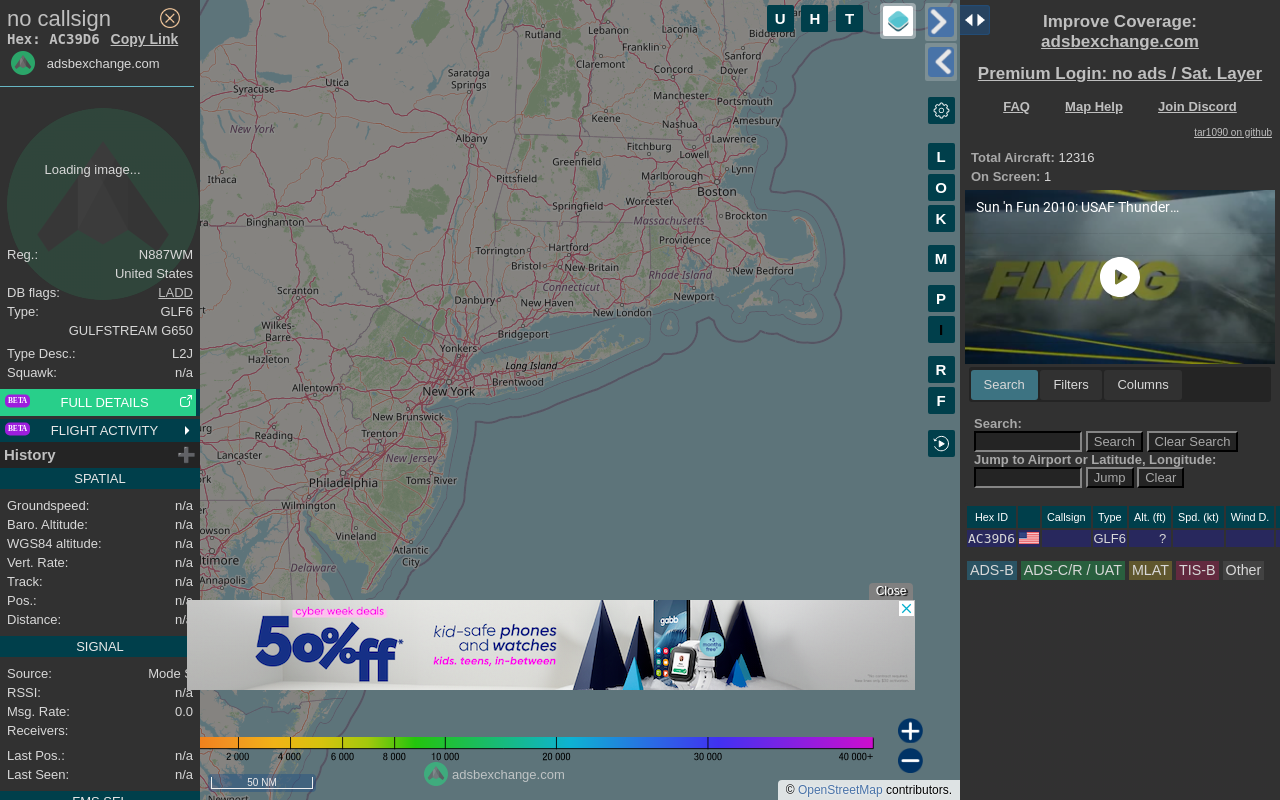 no callsign
Hex: AC39D6 Copy Link
adsbexchange.com
Loading image...
Reg.: N887WM
United States
DB flags: LADD
Type: GLF6
GULFSTREAM G650
Type Desc.: L2J
Squawk: n/a
BETA FULL DETAILS
BETA FLIGHT ACTIVITY
History
SPATIAL
Groundspeed: n/a
Baro. Altitude: n/a
WGS84 altitude: n/a
Vert. Rate: n/a
Track: n/a
Pos.: n/a
Distance: n/
SIGNAL
Source: Mode S
RSSI: n/a
Msg. Rate: 0.0
Receivers:
Last Pos.: n/a
Last Seen: n/a
FMS SEL
U H T
L
O
K
M
P
I
R
F
Rutland
Lebanon
Laconia
Biddeford
Franklin
Sanford
Claremont
Concord
Dover
Saratoga
Springs
Utica
Syracuse
Manchester
Portsmouth
Keene
Nashua
Amesbury
New York
Albany
Lawrence
Fitchburg
Lowell
Greenfield
Lynn
Ithaca
Pittsfield
Marlborough
Boston
Worcester
Springfield
Massachusetts
Brockton
Binghamton
Providence
Torrington
Hartford
Bristol
New Britain
New Bedford
Rhode Island
Connecticut
Scranton
Danbury
New Haven
Newport
New London
Wilkes-
Barre
Bridgeport
Yonkers
Hazleton
Long Island
Brentwood
Allentown
New York
New Brunswick
Reading
Trenton
Lancaster
New Jersey
Toms River
Philadelphia
Wilmington
Vineland
Atlantic
City
Annapolis
Delaware
Close
cyber week deals
50%off*
kid-safe phones
and watches
kids. teens, in-between
gabb
+3
months
free*
2 000 4 000 6 000 8 000 10 000 20 000 30 000 40 000+
adsbexchange.com
50 NM
© OpenStreetMap contributors.
Improve Coverage:
adsbexchange.com
Premium Login: no ads / Sat. Layer
FAQ Map Help Join Discord
tar1090 on github
Total Aircraft: 12316
On Screen: 1
Sun 'n Fun 2010: USAF Thunder...
FLYING
Search Filters Columns
Search:
Search Clear Search
Jump to Airport or Latitude, Longitude:
Jump Clear
Hex ID Callsign Type Alt. (ft) Spd. (kt) Wind D.
AC39D6 GLF6 ?
ADS-B ADS-C/R / UAT MLAT TIS-B Other